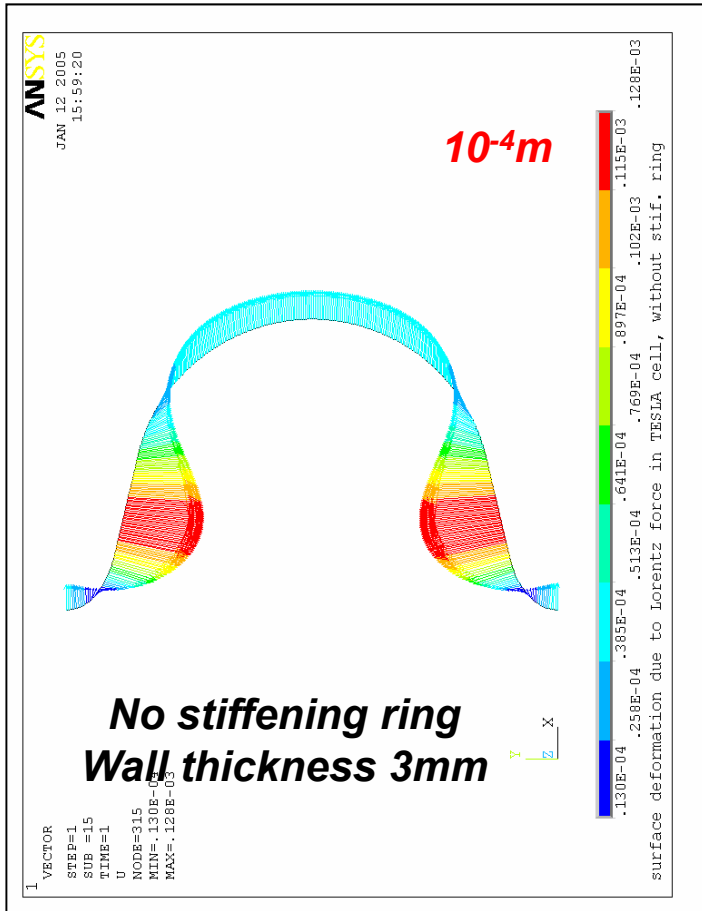 ANSYS
JAN 12 2005
15:59:20
10-4m
No stiffening ring
Wall thickness 3mm
1
VECTOR
STEP=1
SUB =15
TIME=1
U
NODE=315
MIN=.130E-04
MAX=.128E-03
Y
Z X
.130E-04
.258E-04
.385E-04
.513E-04
.641E-04
.769E-04
.897E-04
.102E-03
.115E-03
.128E-03
surface deformation due to Lorentz force in TESLA cell, without stif. ring